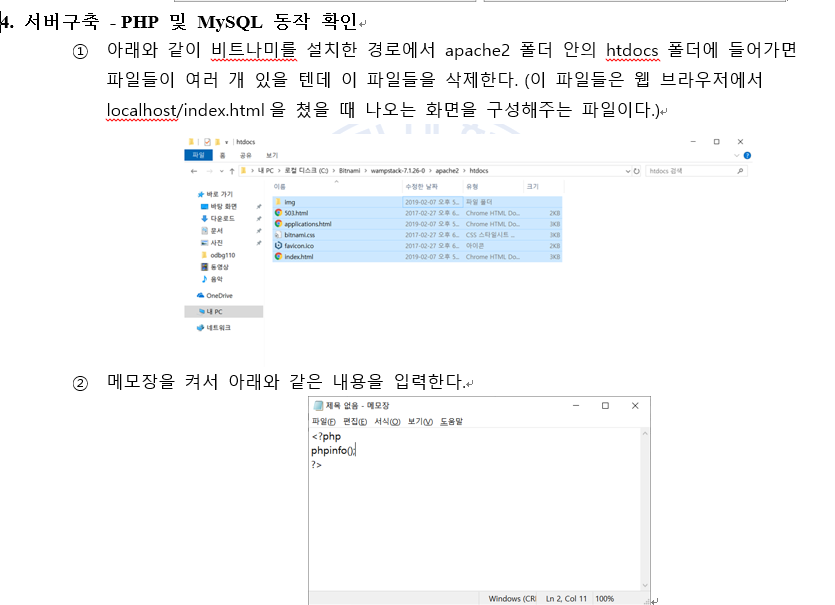 4. 서버구축 - PHP 및 MySQL 동작 확인
① 아래와 같이 비트나미를 설치한 경로에서 apache2 폴더 안의 htdocs 폴더에 들어가면
파일들이 여러 개 있을 텐데 이 파일들을 삭제한다. (이 파일들은 웹 브라우저에서
localhost/index.html을 쳤을 때 나오는 화면을 구성해주는 파일이다.)
htdocs
파일 홈 공유 보기
내 PC > 로컬 디스크 (C:) > Bitnami > wampstack-7.1.26-0 > apache2 > htdocs
htdocs 검색
이름 수정한 날짜 유형 크기
바로 가기
바탕 화면
다운로드
문서
사진
odbg110
동영상
음악
OneDrive
내 PC
네트워크
img 2019-02-07 오후 5... 파일 폴더
503.html 2017-02-27 오후 6... Chrome HTML Do... 2KB
applications.html 2019-02-07 오후 5... Chrome HTML Do... 3KB
bitnami.css 2017-02-27 오후 6... CSS 스타일시트 ... 3KB
favicon.ico 2017-02-27 오후 6... 아이콘 2KB
index.html 2019-02-07 오후 5... Chrome HTML Do... 3KB
② 메모장을 켜서 아래와 같은 내용을 입력한다.
제목 없음 - 메모장
파일(F) 편집(E) 서식(O) 보기(V) 도움말
<?php
phpinfo();
?>
Windows (CRI Ln 2, Col 11 100%